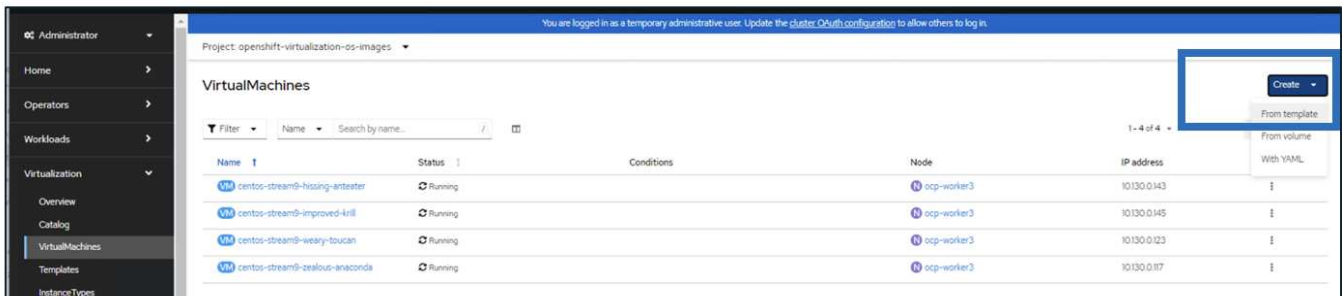 You are logged in as a temporary administrative user. Update the cluster OAuth configuration to allow others to log in.
Administrator
Home
Operators
Workloads
Virtualization
Overview
Catalog
VirtualMachines
Templates
InstanceTypes
Project: openshift-virtualization-os-images
VirtualMachines
Create
From template
From volume
With YAML
Filter Name Search by name... /
1 - 4 of 4
Name Status Conditions Node IP address
VM centos-stream9-hissing-anteater Running N ocp-worker3 10.130.0.143
VM centos-stream9-improved-krill Running N ocp-worker3 10.130.0.145
VM centos-stream9-weary-toucan Running N ocp-worker3 10.130.0.123
VM centos-stream9-zealous-anaconda Running N ocp-worker3 10.130.0.117